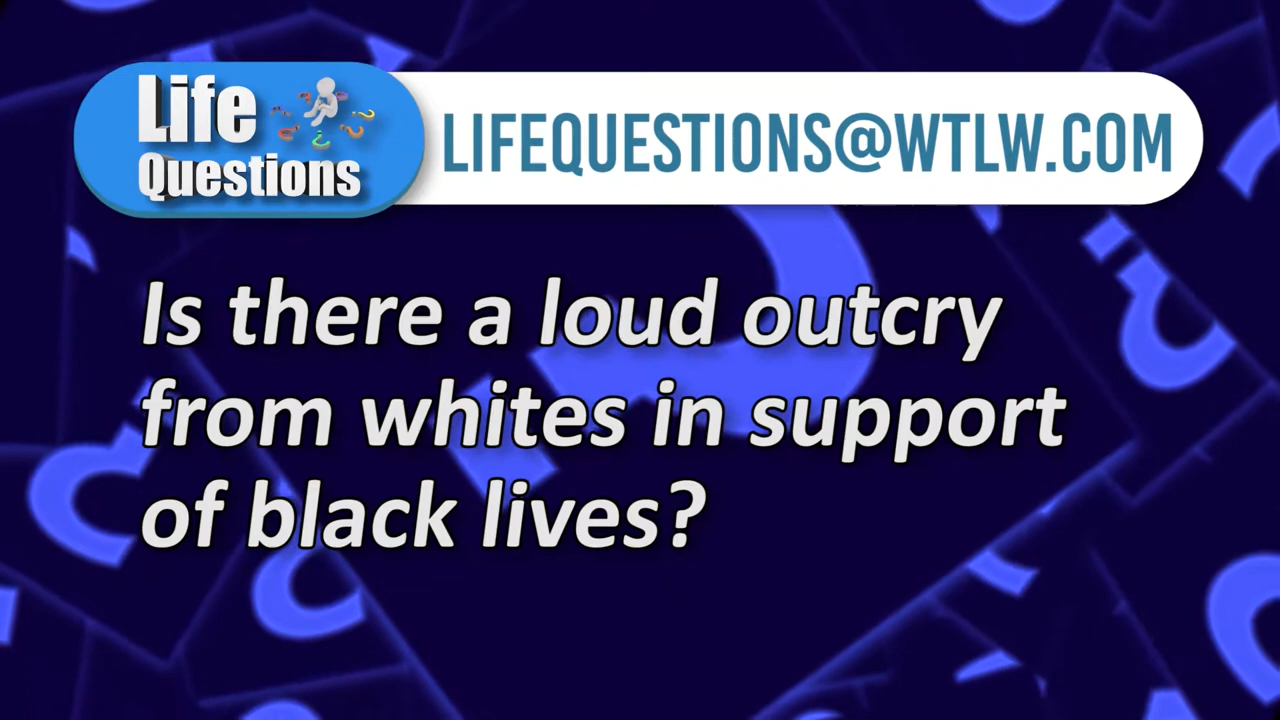 Life
Questions
LIFEQUESTIONS@WTLW.COM
Is there a loud outcry
from whites in support
of black lives?